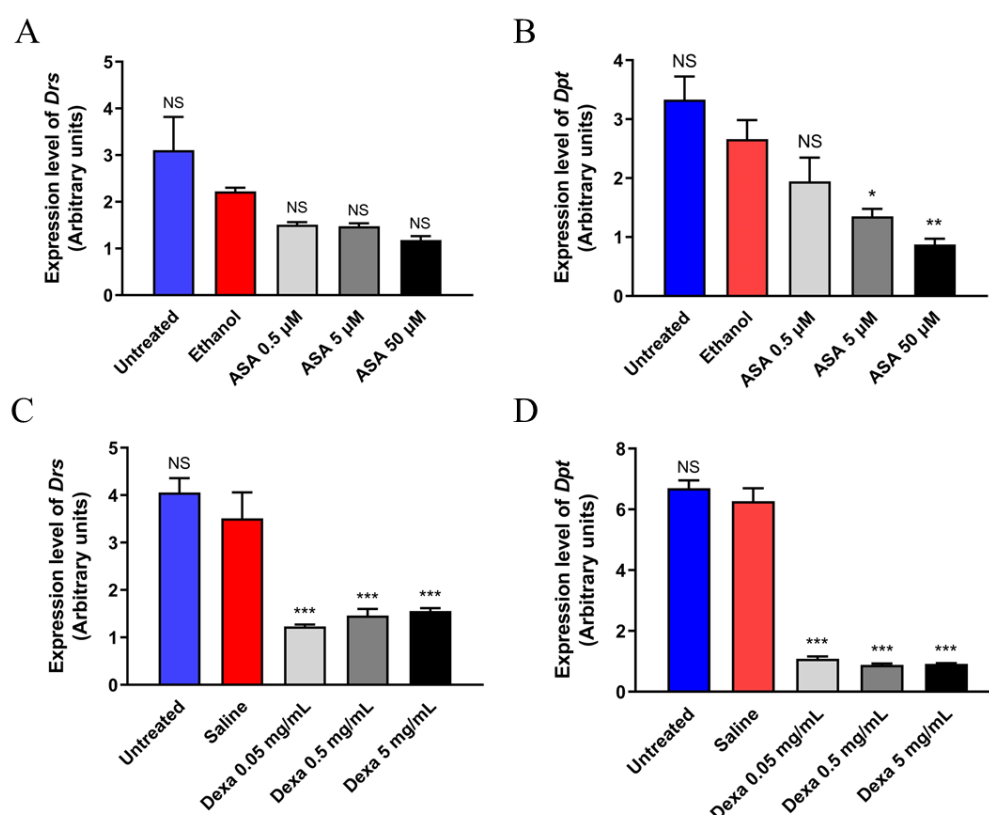 A
Expression level of Drs
(Arbitrary units)
5
4
3
2
1
0
NS
NS
NS
NS
Untreated
Ethanol
ASA 0.5 µM
ASA 5 µM
ASA 50 µM
B
Expression level of Dpt
(Arbitrary units)
4
3
2
1
0
NS
NS
*
**
Untreated
Ethanol
ASA 0.5 µM
ASA 5 µM
ASA 50 µM
C
Expression level of Drs
(Arbitrary units)
5
4
3
2
1
0
NS
***
***
***
Untreated
Saline
Dexa 0.05 mg/mL
Dexa 0.5 mg/mL
Dexa 5 mg/mL
D
Expression level of Dpt
(Arbitrary units)
8
6
4
2
0
NS
***
***
***
Untreated
Saline
Dexa 0.05 mg/mL
Dexa 0.5 mg/mL
Dexa 5 mg/mL